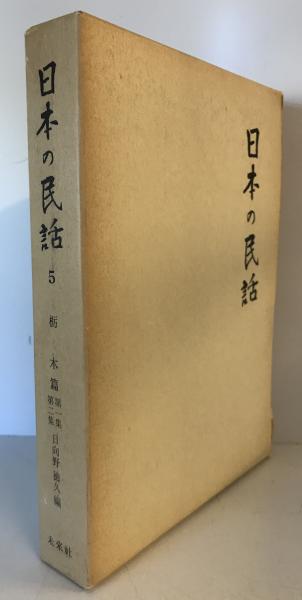 日本の民話
5
栃木篇
第一集
第二集
日向野徳久編
未来社
日本の民話